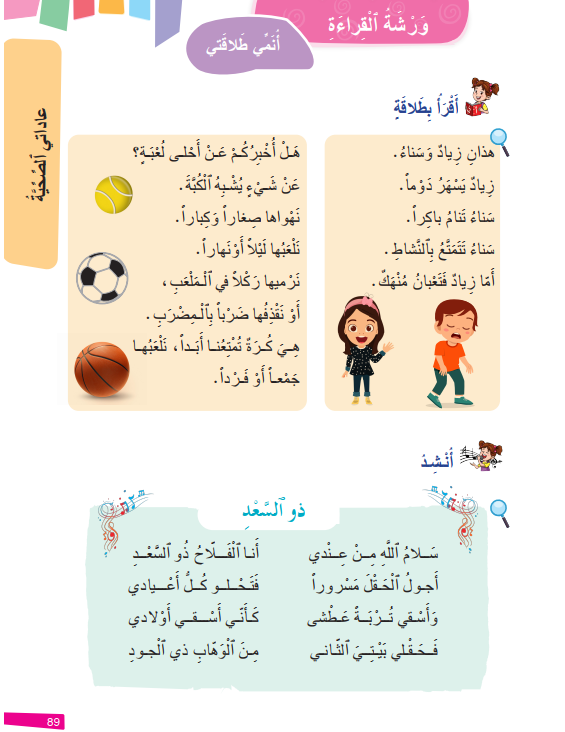 وَرْشَةُ ٱلْقِراءَةِ
أُنَمِّي طَلاقَتي
عاداتي ٱلصِّحِّيَّةُ
أَقْرَأُ بِطَلاقَةٍ
هٰذانِ زِيادٌ وَسَناءُ.
زِيادٌ يَسْهَرُ دَوْماً.
سَناءُ تَنامُ باكِراً.
سَناءُ تَتَمَتَّعُ بِٱلنَّشاطِ.
أَمّا زِيادٌ فَتَعْبانُ مُنْهَكٌ.
هَلْ أُخْبِرُكُمْ عَنْ أَحْلى لُعْبَةٍ؟
عَنْ شَيْءٍ يُشْبِهُ ٱلْكُبَّةَ.
نَهْواها صِغاراً وَكِباراً.
نَلْعَبُها لَيْلاً أَوْ نَهاراً.
نَرْميها رَكْلاً في ٱلْمَلْعَبِ،
أَوْ نَقْذِفُها ضَرْباً بِٱلْمِضْرَبِ.
هِيَ كُرَةٌ تُمْتِعُنا أَبَداً، نَلْعَبُها
جَمْعاً أَوْ فَرْداً.
أُنْشِدُ
ذو ٱلسَّعْدِ
سَلامُ ٱللَّهِ مِنْ عِنْدي أَنا ٱلْفَلّاحُ ذُو ٱلسَّعْدِ
أَجولُ ٱلْحَقْلَ مَسْروراً فَتَحْلو كُلُّ أَعْيادي
وَأَسْقي تُرْبَةً عَطْشى كَأَنّي أَسْقي أَوْلادي
فَحَقْلي بَيْتِيَ ٱلثّاني مِنَ ٱلْوَهّابِ ذي ٱلْجودِ
89